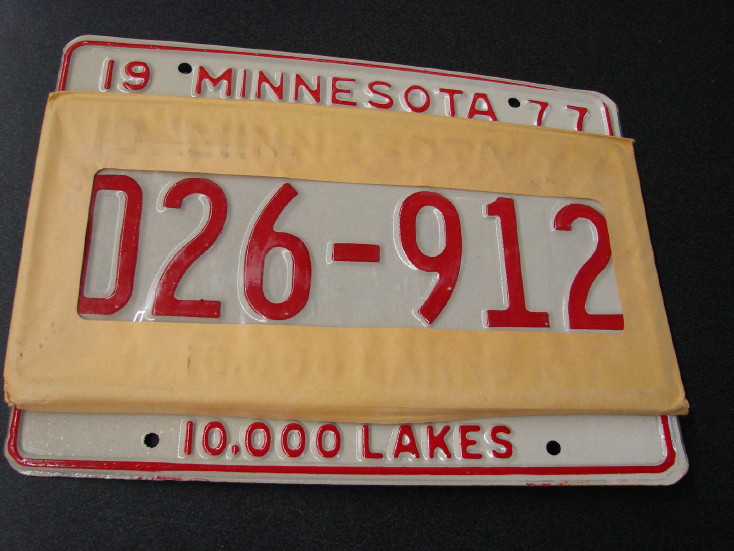 19 MINNESOTA 77
D26-912
10,000 LAKES